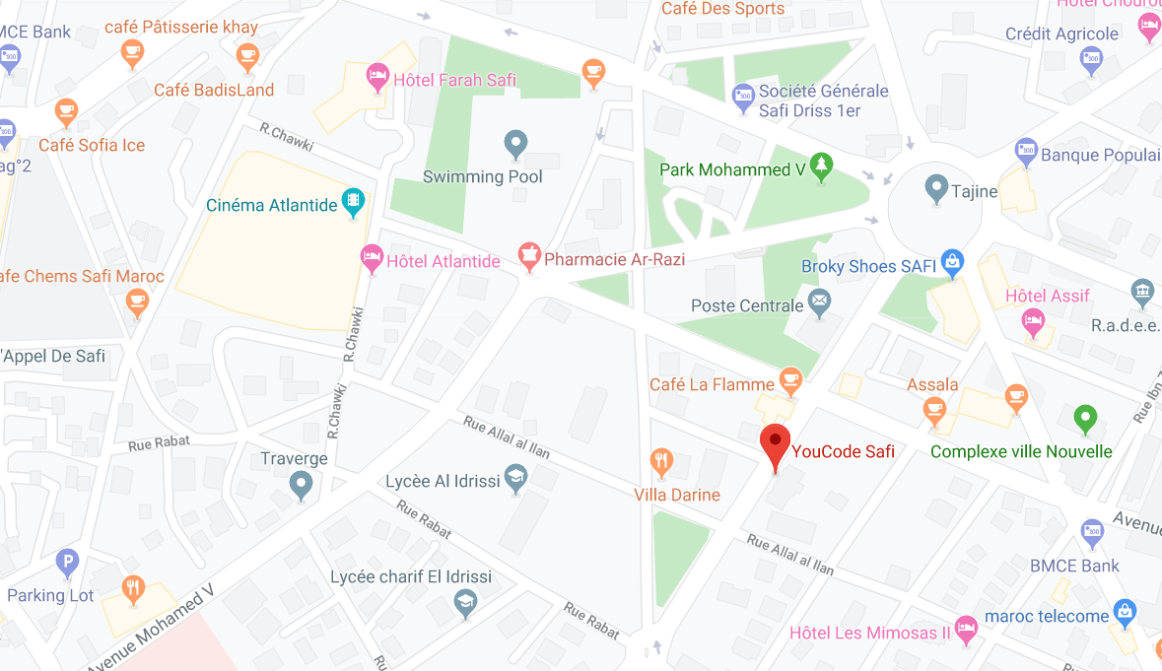 Café Des Sports
Hôtel Chourou
café Pâtisserie khay
MCE Bank
Crédit Agricole
Hôtel Farah Safi
Café BadisLand
Société Générale
Safi Driss 1er
R.Chawki
Café Sofia Ice
Banque Populai
ag°2
Park Mohammed V
Swimming Pool
Tajine
Cinéma Atlantide
Hôtel Atlantide
Pharmacie Ar-Razi
Broky Shoes SAFI
afe Chems Safi Maroc
Poste Centrale
Hôtel Assif
R.a.d.e.e.
R.Chawki
'Appel De Safi
Café La Flamme
Assala
Rue Ibn
R.Chawki
Rue Rabat
Rue Allal al Ilan
YouCode Safi
Complexe ville Nouvelle
Traverge
Lycèe Al Idrissi
Villa Darine
Rue Rabat
Avenue
Rue Allal al Ilan
BMCE Bank
Lycée charif El Idrissi
Parking Lot
Avenue Mohamed V
Rue Rabat
maroc telecome
Hôtel Les Mimosas II